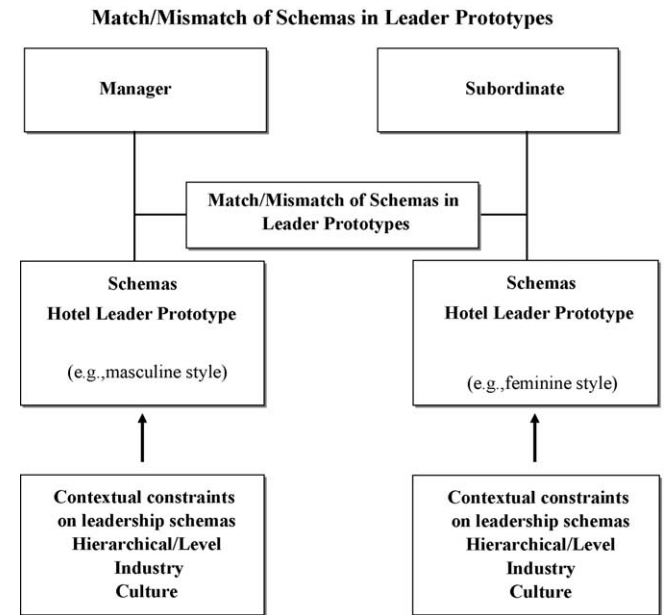 Match/Mismatch of Schemas in Leader Prototypes
Manager
Subordinate
Match/Mismatch of Schemas in
Leader Prototypes
Schemas
Hotel Leader Prototype
(e.g.,masculine style)
Schemas
Hotel Leader Prototype
(e.g.,feminine style)
Contextual constraints
on leadership schemas
Hierarchical/Level
Industry
Culture
Contextual constraints
on leadership schemas
Hierarchical/Level
Industry
Culture